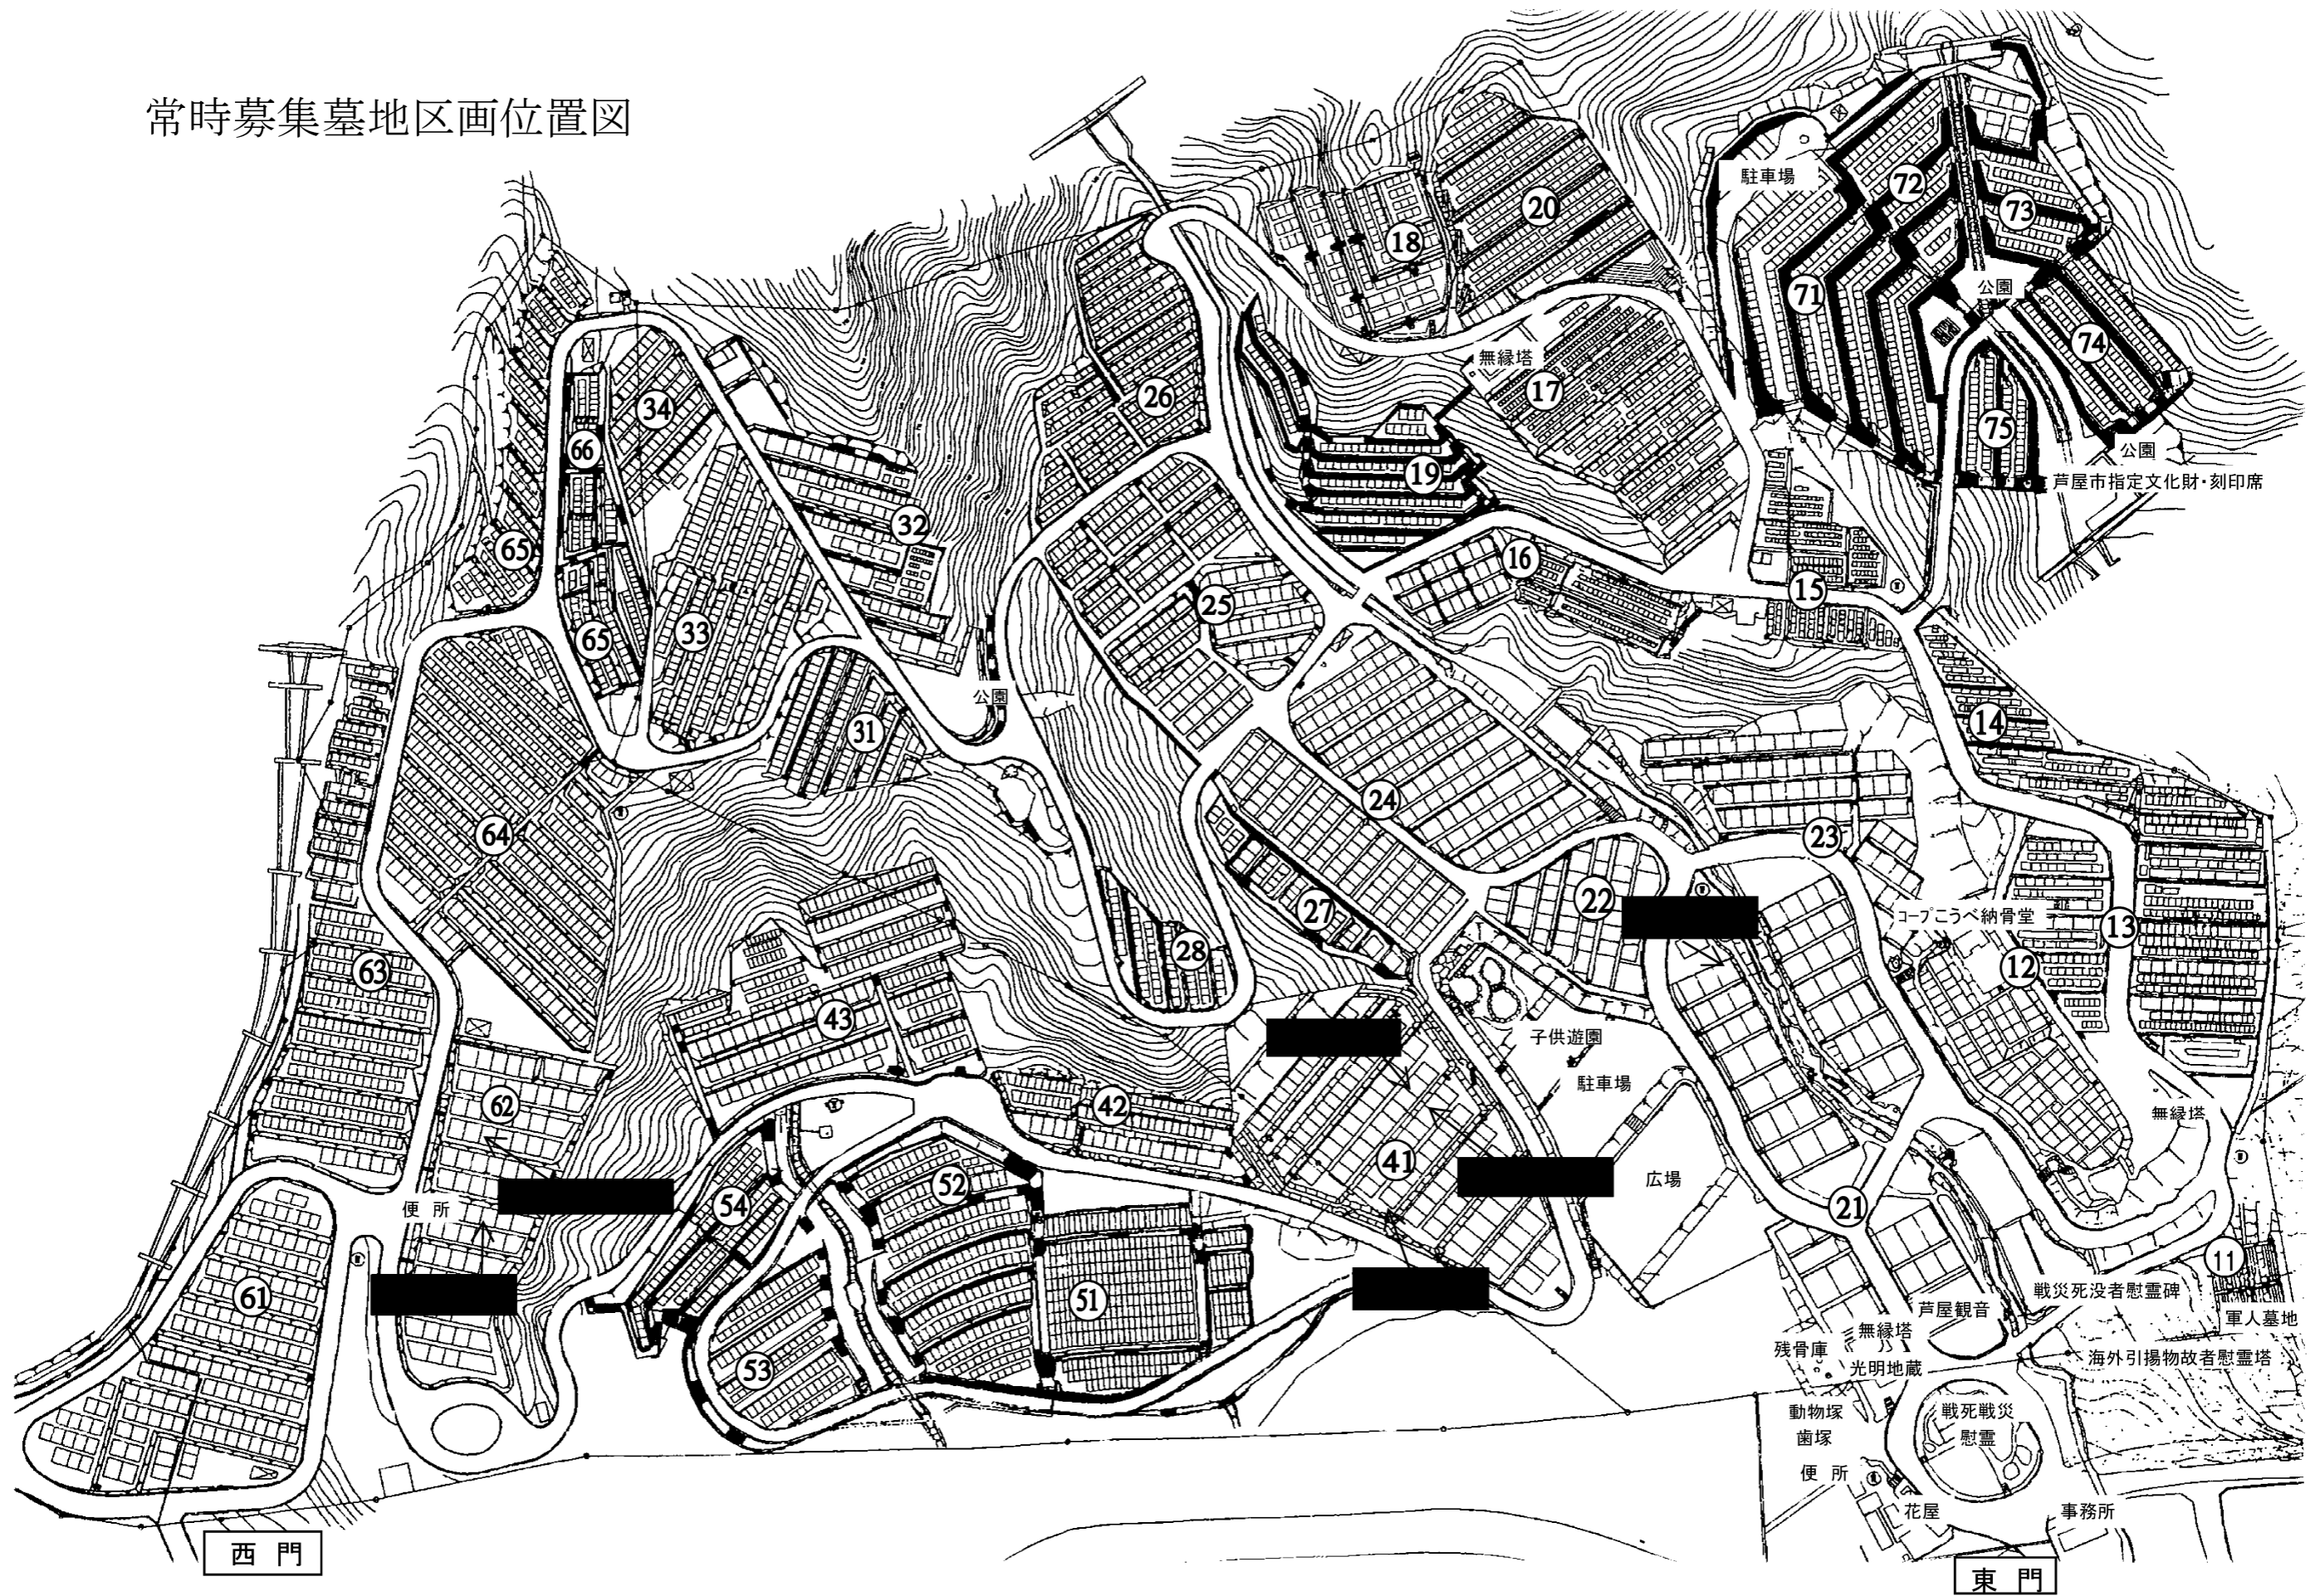 常時募集墓地区画位置図
駐車場
72
20
73
18
公園
71
74
無縁塔
17
26
34
75
66
公園
19
芦屋市指定文化財・刻印席
32
65
16
15
25
65
33
公園
14
31
24
64
23
22
27
コープこうべ納骨堂
13
28
12
63
43
子供遊園
駐車場
62
42
無縁塔
41
52
広場
54
便 所
21
11
61
51
戦災死没者慰霊碑
芦屋観音
軍人墓地
無縁塔
残骨庫
海外引揚物故者慰霊塔
光明地蔵
53
動物塚
戦死戦災
慰霊
歯塚
便 所
花屋
事務所
西 門
東 門